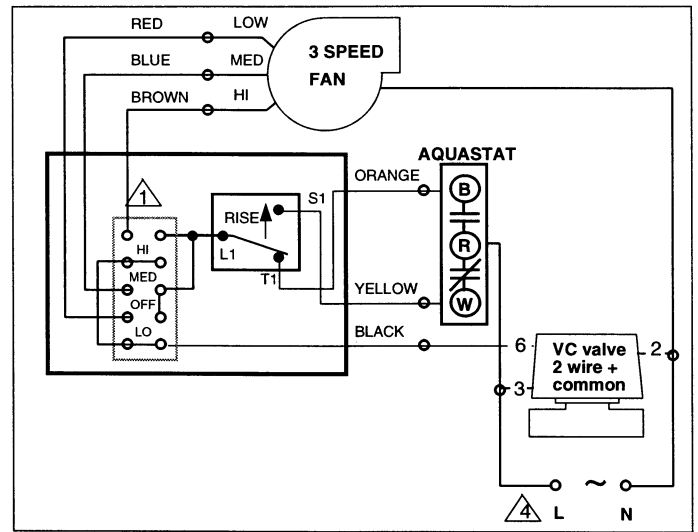 RED
LOW
3 SPEED
FAN
BLUE
MED
BROWN
HI
AQUASTAT
ORANGE
1
S1
B
RISE
HI
L1
R
MED
T1
YELLOW
OFF
W
LO
BLACK
6
VC valve
2 wire +
common
2
3
4
L
~
N